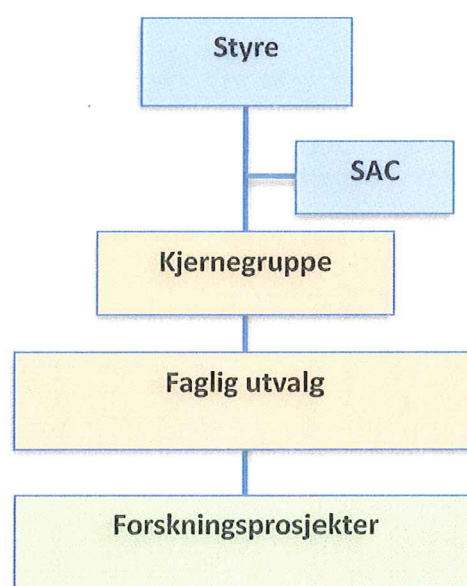 Styre
SAC
Kjernegruppe
Faglig utvalg
Forskningsprosjekter